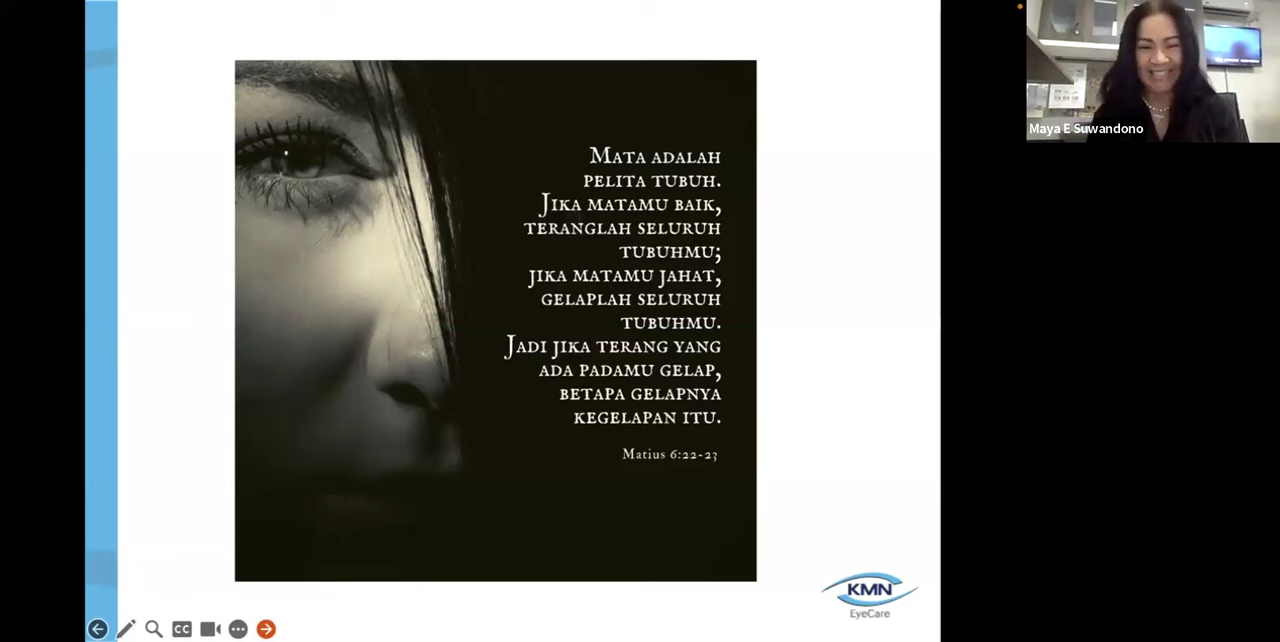 Mata adalah
pelita tubuh.
Jika matamu baik,
teranglah seluruh
tubuhmu;
jika matamu jahat,
gelaplah seluruh
tubuhmu.
Jadi jika terang yang
ada padamu gelap,
betapa gelapnya
kegelapan itu.
Matius 6:22-23
KMN
EyeCare
CC
Maya E Suwandono